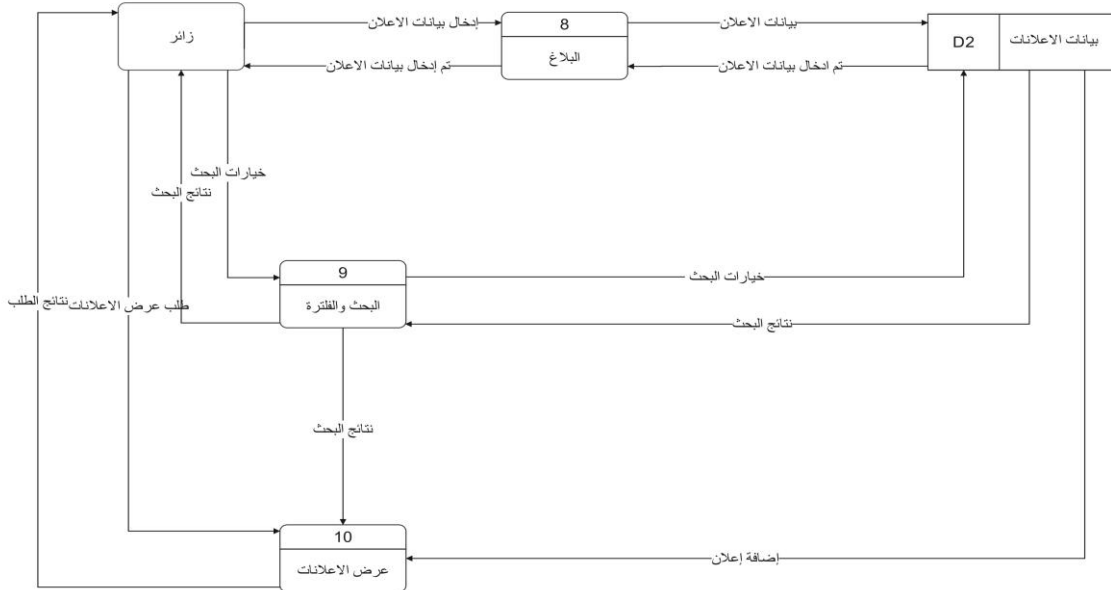 زائر
إدخال بيانات الاعلان
8
بيانات الاعلان
D2
بيانات الاعلانات
البلاغ
تم إدخال بيانات الاعلان
تم ادخال بيانات الاعلان
خيارات البحث
نتائج البحث
9
خيارات البحث
البحث والفلترة
نتائج الطلب
طلب عرض الاعلانات
نتائج البحث
نتائج البحث
10
عرض الاعلانات
إضافة إعلان